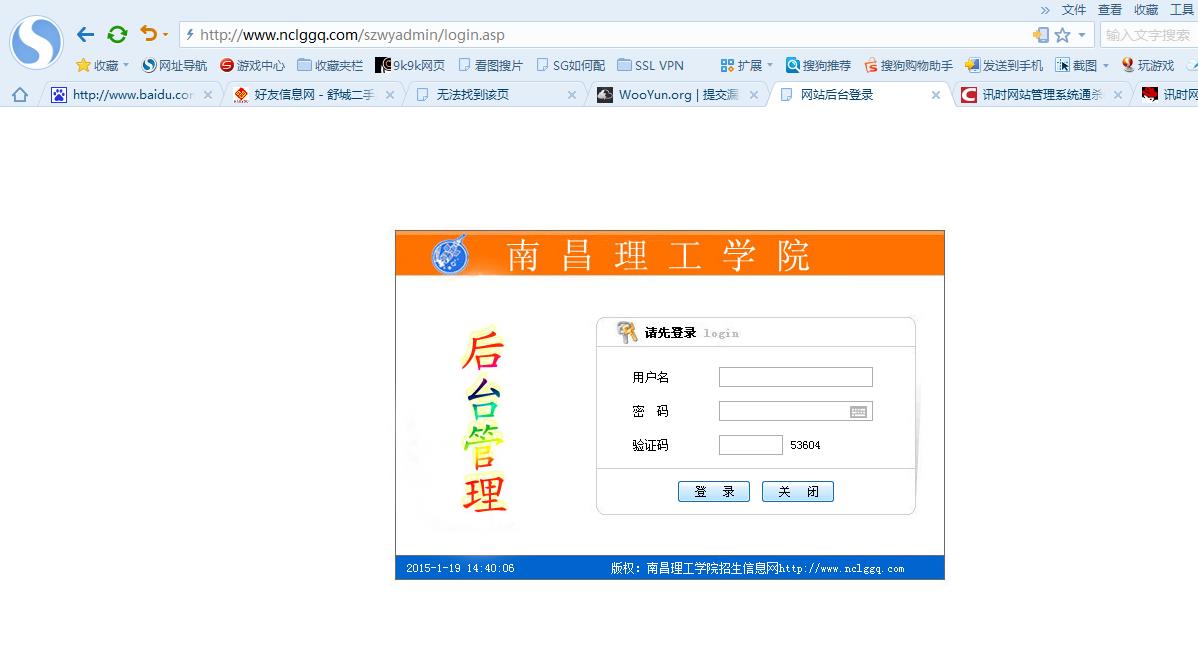 » 文件 查看 收藏 工具
http://www.nclggq.com/szwyadmin/login.asp 输入文字搜索
收藏 网址导航 游戏中心 收藏夹栏 9k9k网页 看图搜片 SG如何配 SSL VPN 扩展 搜狗推荐 搜狗购物助手 发送到手机 截图 玩游戏
http://www.baidu.cor 好友信息网 - 舒城二手 无法找到该页 WooYun.org | 提交漏 网站后台登录 讯时网站管理系统通杀 讯时网
南昌理工学院
后台管理
请先登录 login
用户名
密 码
验证码 53604
登 录 关 闭
2015-1-19 14:40:06 版权：南昌理工学院招生信息网http://www.nclggq.com